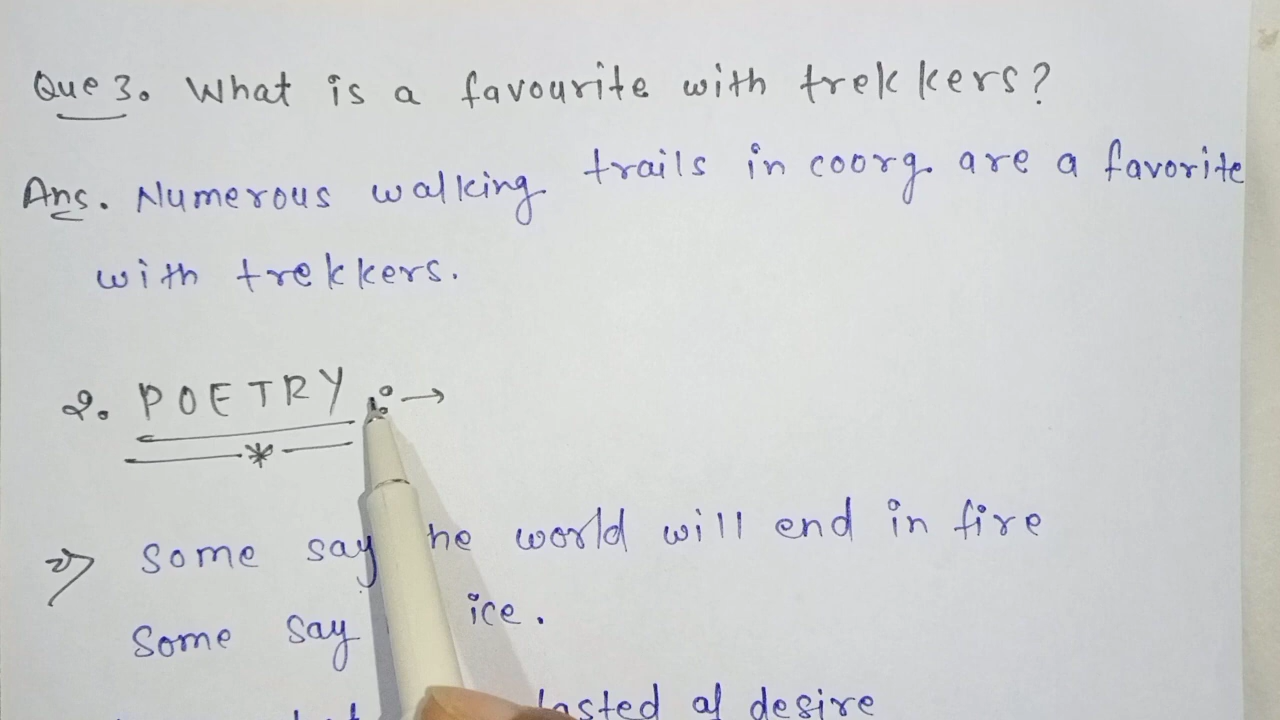 Que 3. What is a favourite with trekkers?
Ans. Numerous walking trails in coorg. are a favorite
with trekkers.
2. POETRY :→
some say he world will end in fire
Some say ice.
of desire